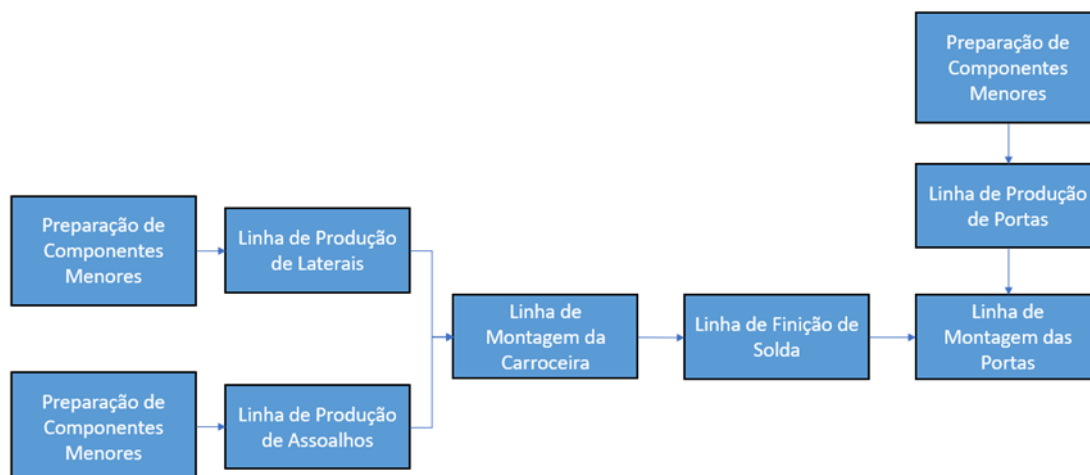 Preparação de
Componentes
Menores
Linha de Produção
de Portas
Preparação de
Componentes
Menores
Linha de Produção
de Laterais
Linha de
Montagem da
Carroceira
Linha de Finição de
Solda
Linha de
Montagem das
Portas
Preparação de
Componentes
Menores
Linha de Produção
de Assoalhos